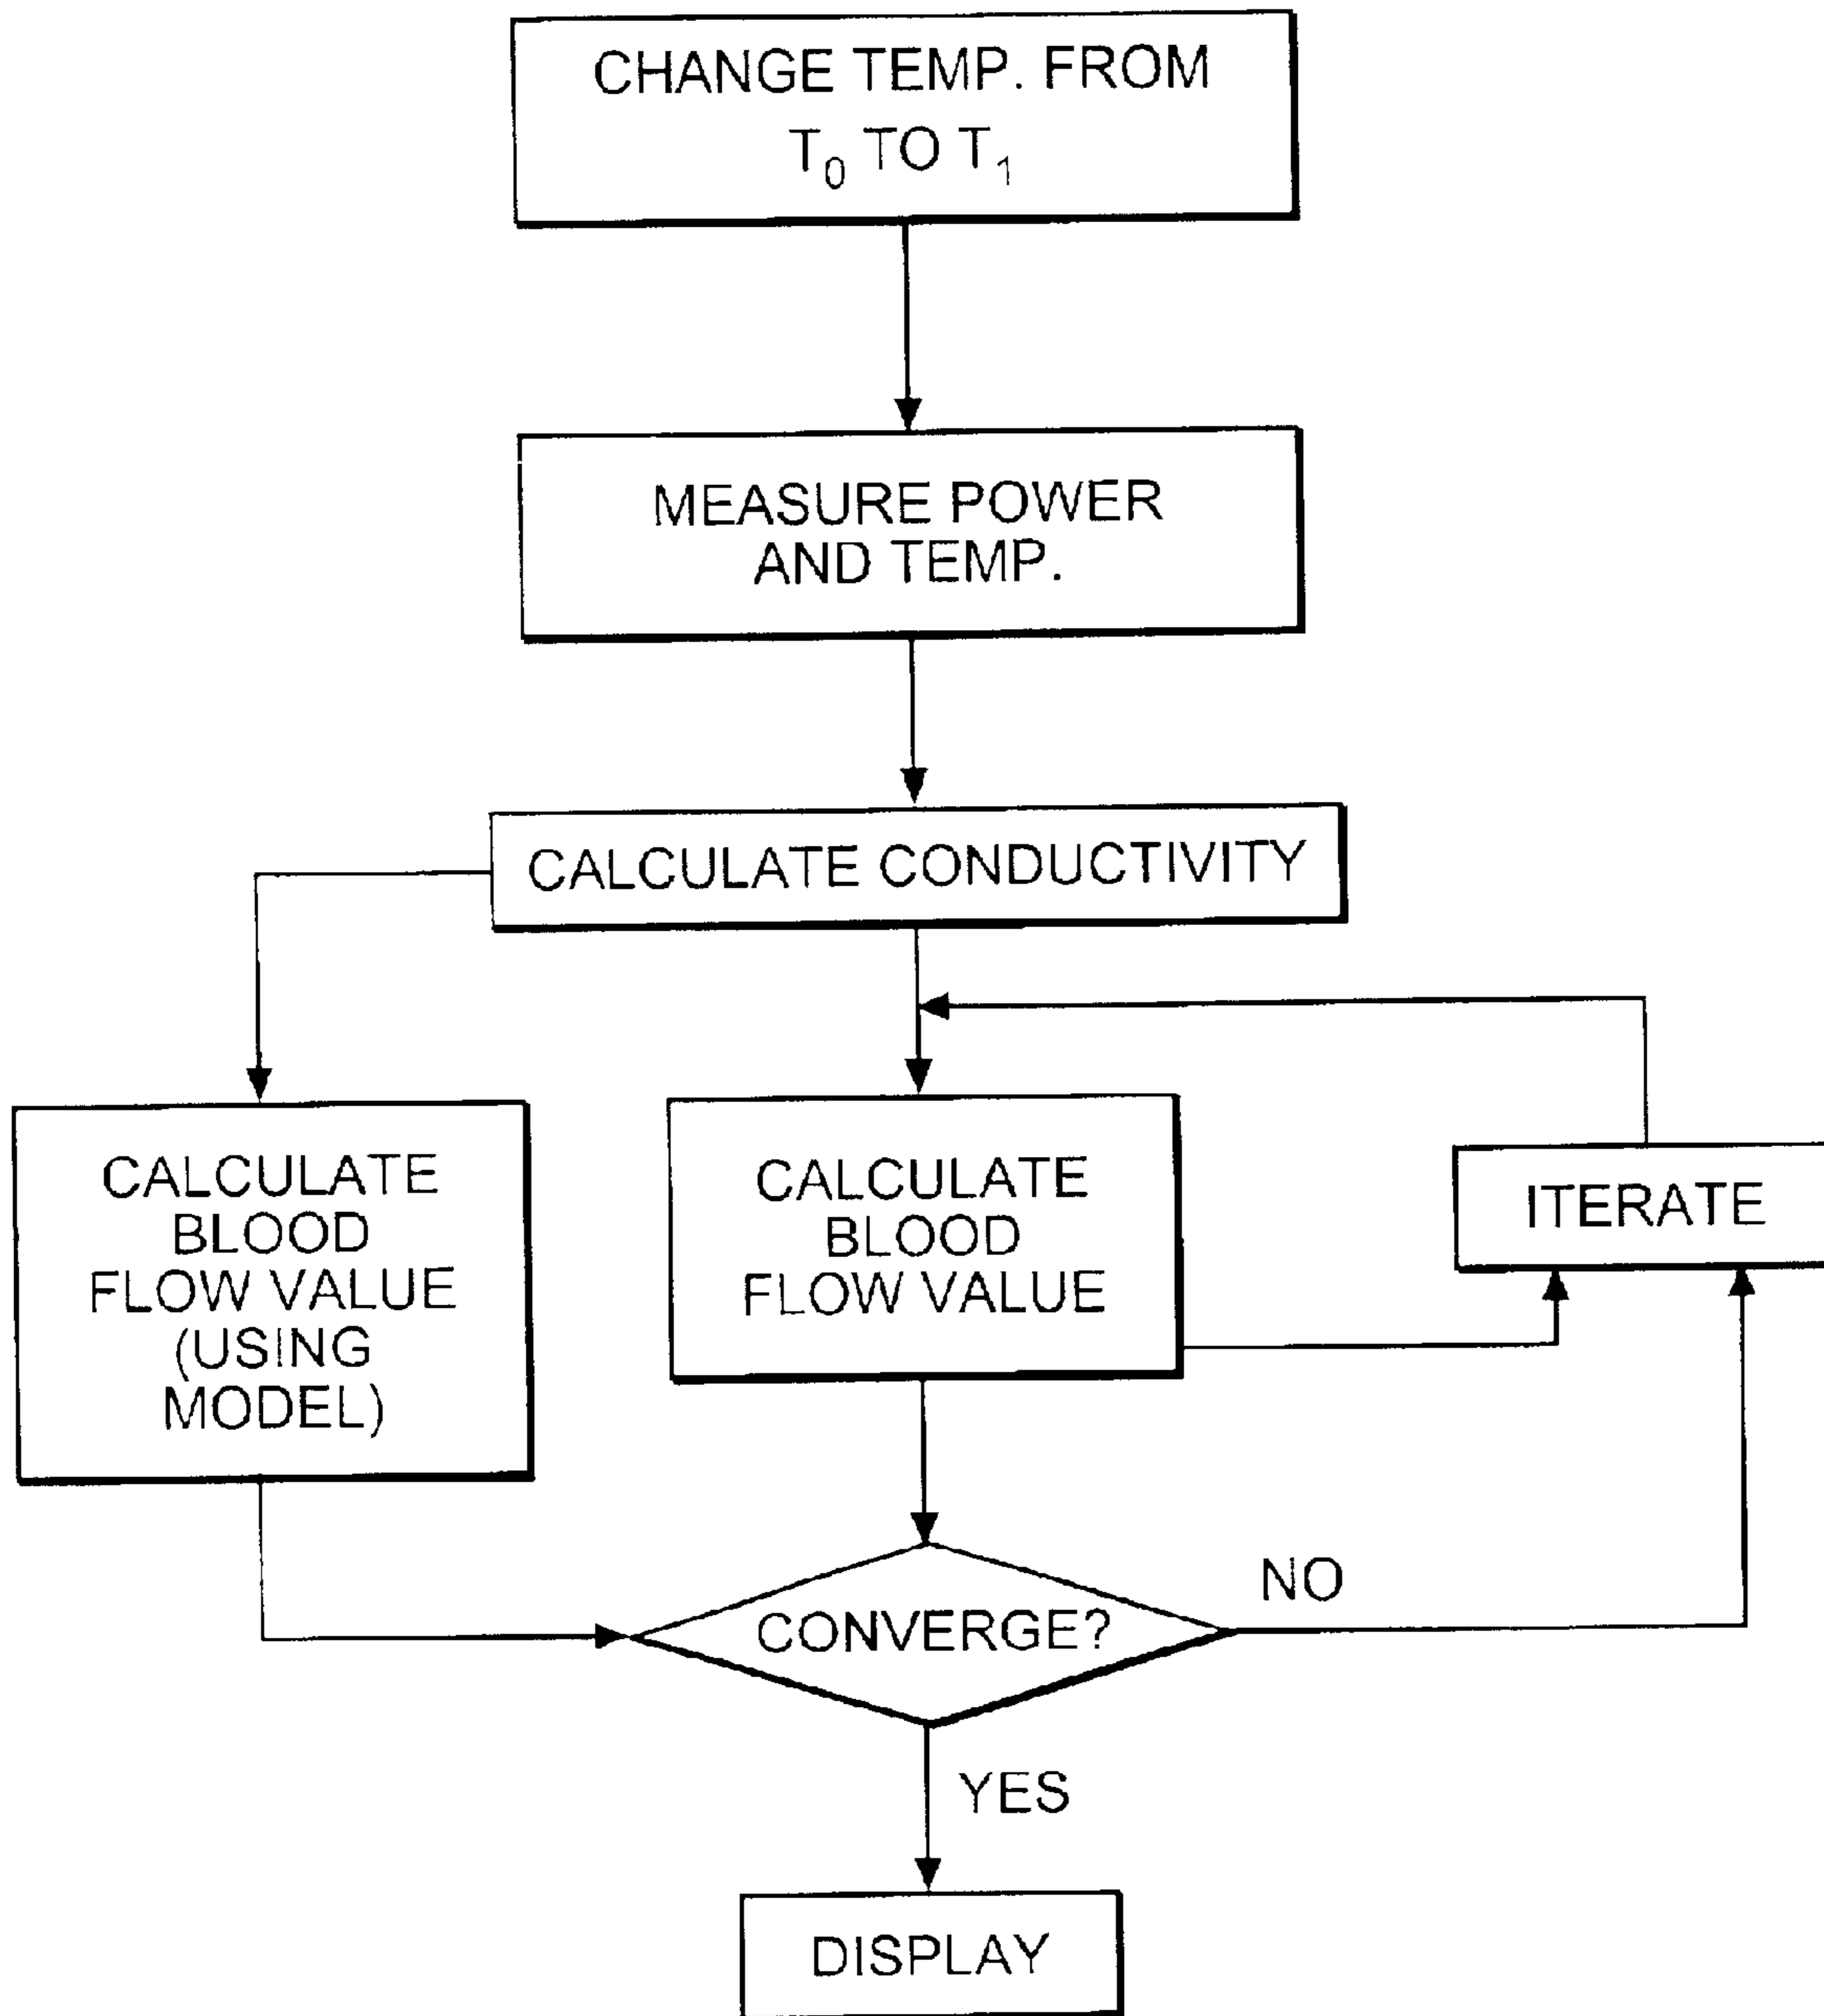 CHANGE TEMP. FROM
T₀ TO T₁
MEASURE POWER
AND TEMP.
CALCULATE CONDUCTIVITY
CALCULATE
BLOOD
FLOW VALUE
(USING
MODEL)
CALCULATE
BLOOD
FLOW VALUE
ITERATE
CONVERGE?
NO
YES
DISPLAY